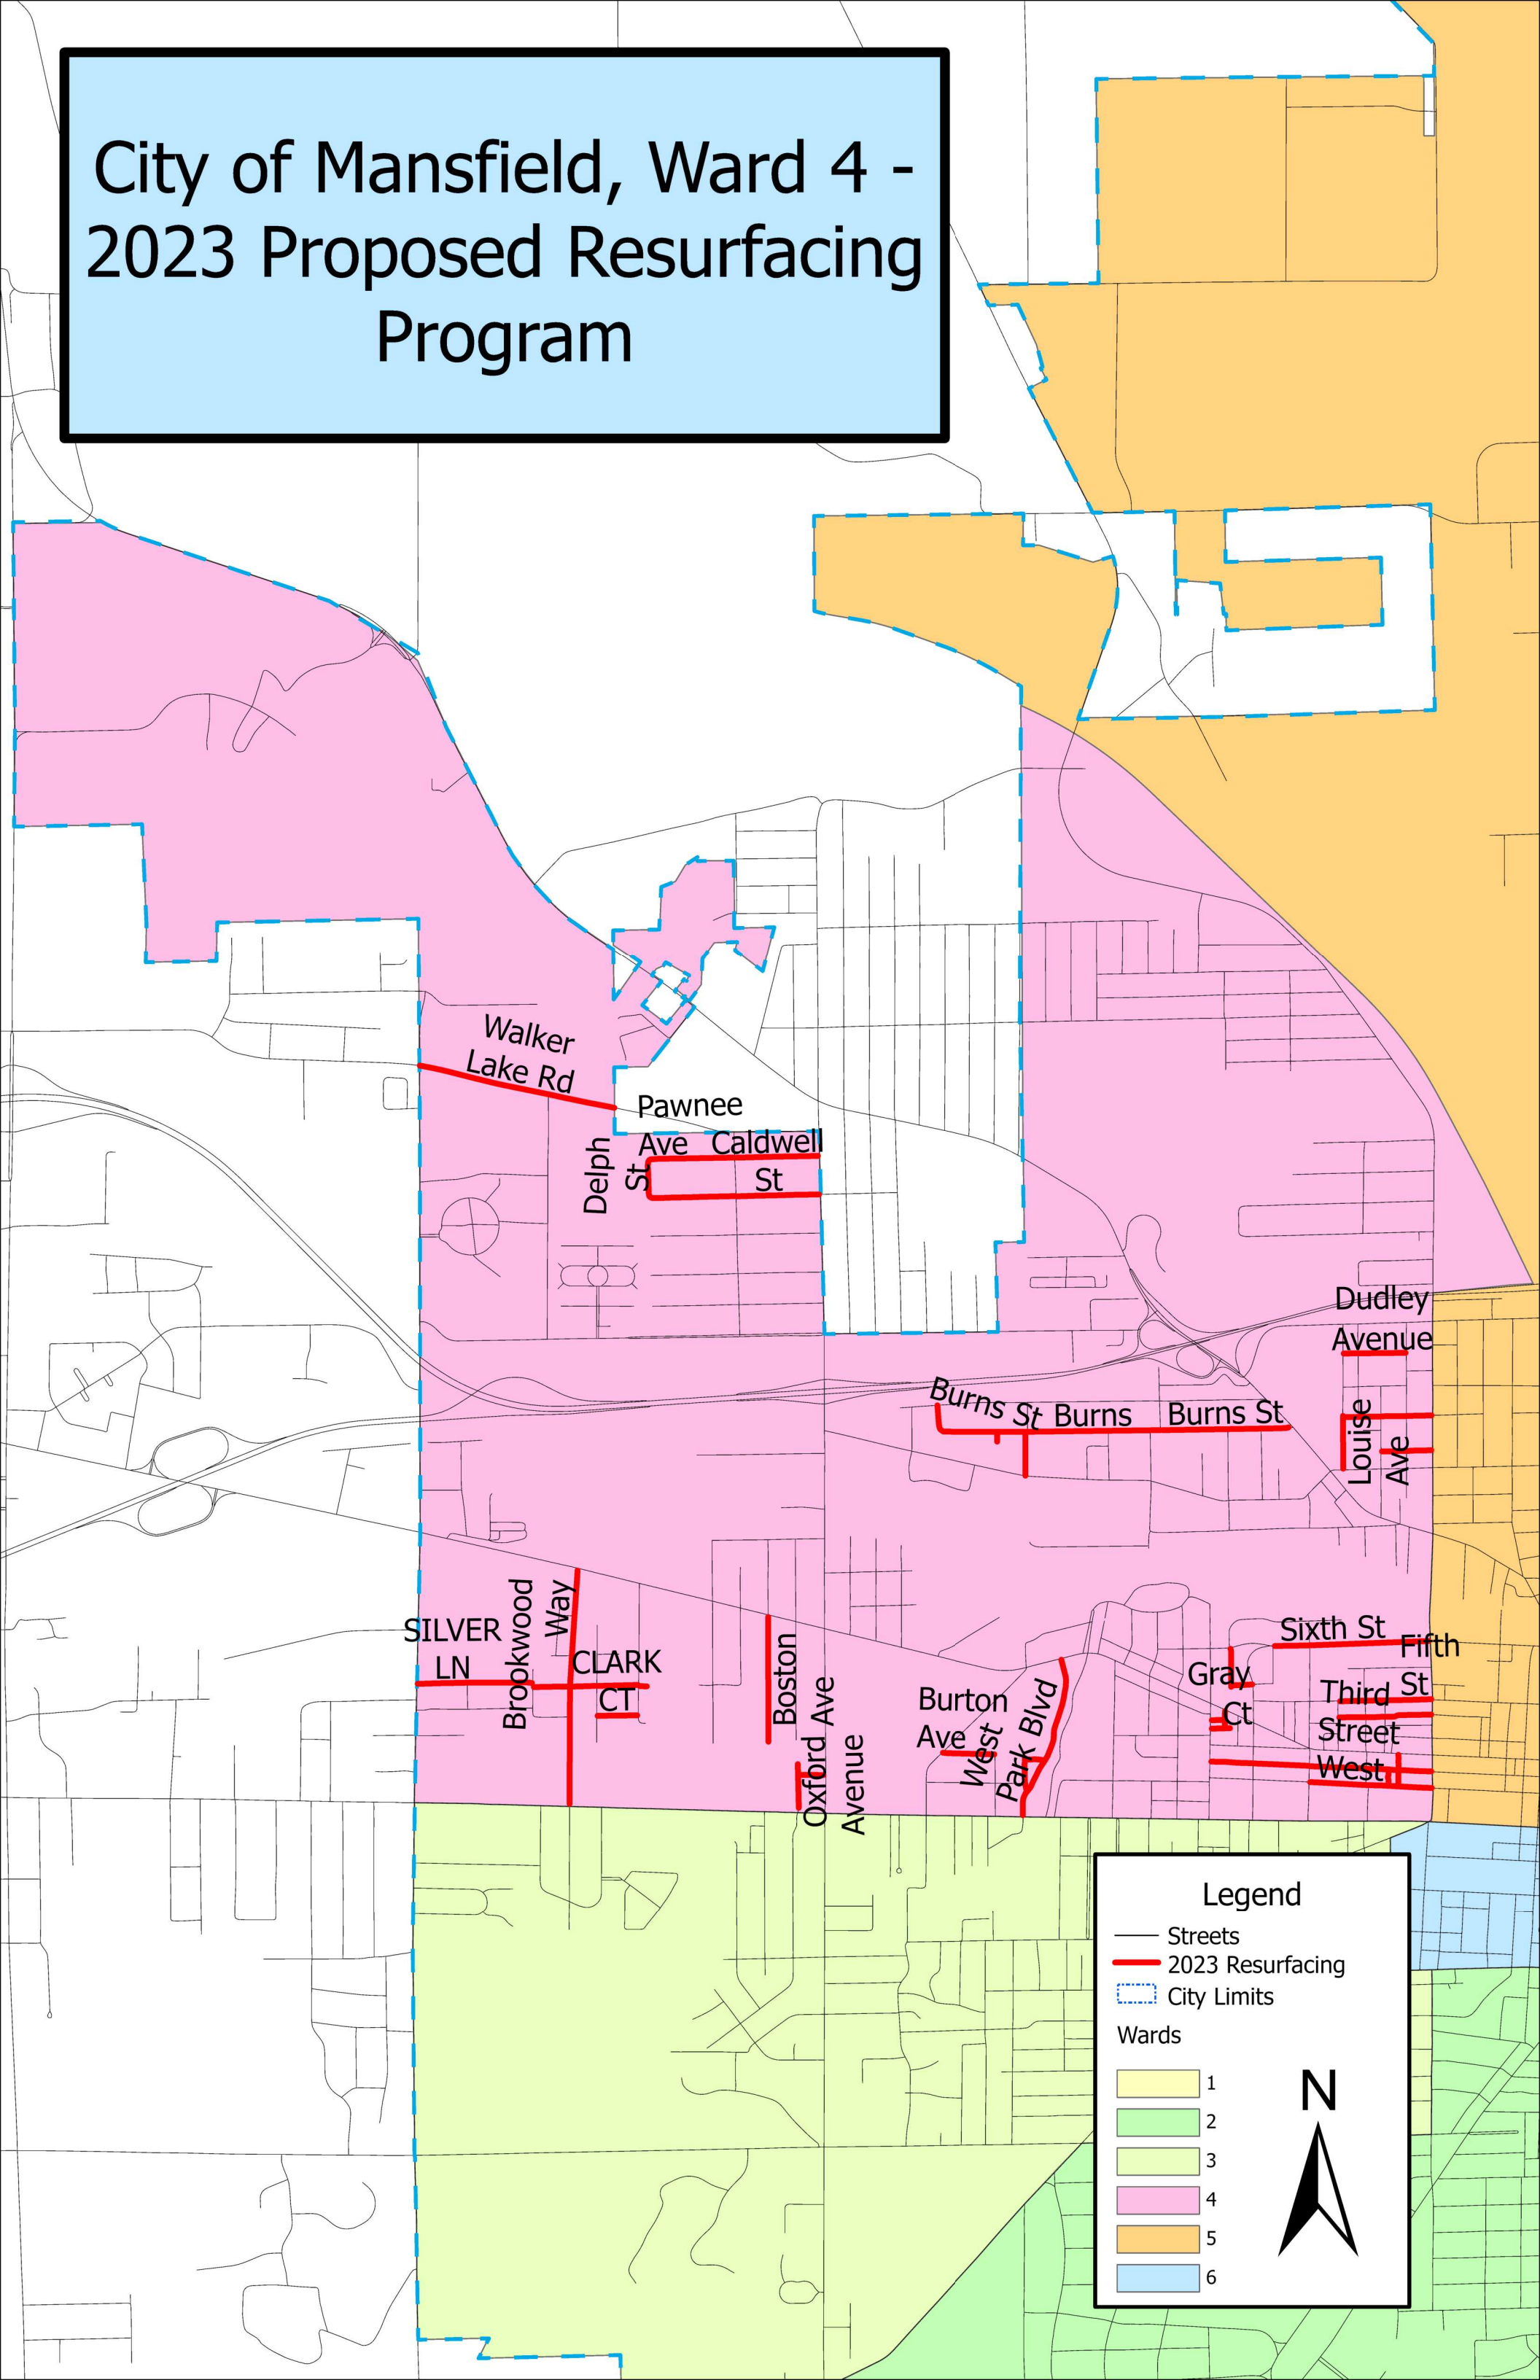 City of Mansfield, Ward 4 -
2023 Proposed Resurfacing
Program
Walker
Lake Rd
Pawnee
Ave
Caldwell
St
Delph
St
Dudley
Avenue
Burns St
Burns
Burns St
Louise
Ave
SILVER
LN
Brookwood
Way
CLARK
CT
Boston
Oxford Ave
Avenue
Burton
Ave
West
Park Blvd
Gray
Ct
Sixth St
Fifth
St
Third
Street
West
Legend
Streets
2023 Resurfacing
City Limits
Wards
1
2
3
4
5
6
N